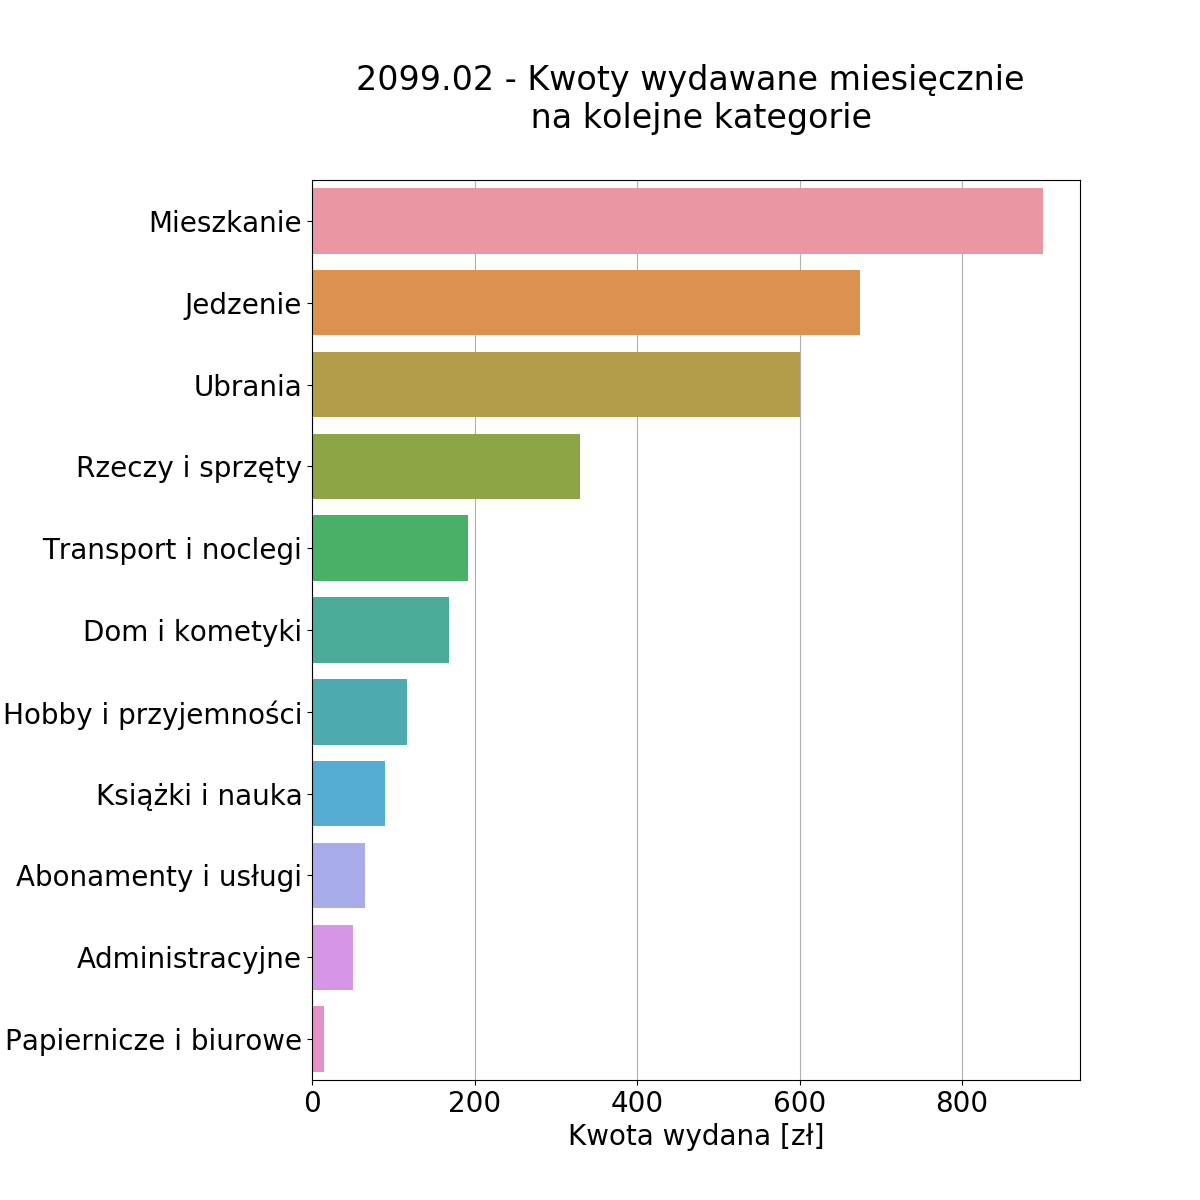 2099.02 - Kwoty wydawane miesięcznie
na kolejne kategorie
Mieszkanie
Jedzenie
Ubrania
Rzeczy i sprzęty
Transport i noclegi
Dom i kometyki
Hobby i przyjemności
Książki i nauka
Abonamenty i usługi
Administracyjne
Papiernicze i biurowe
0 200 400 600 800
Kwota wydana [zł]